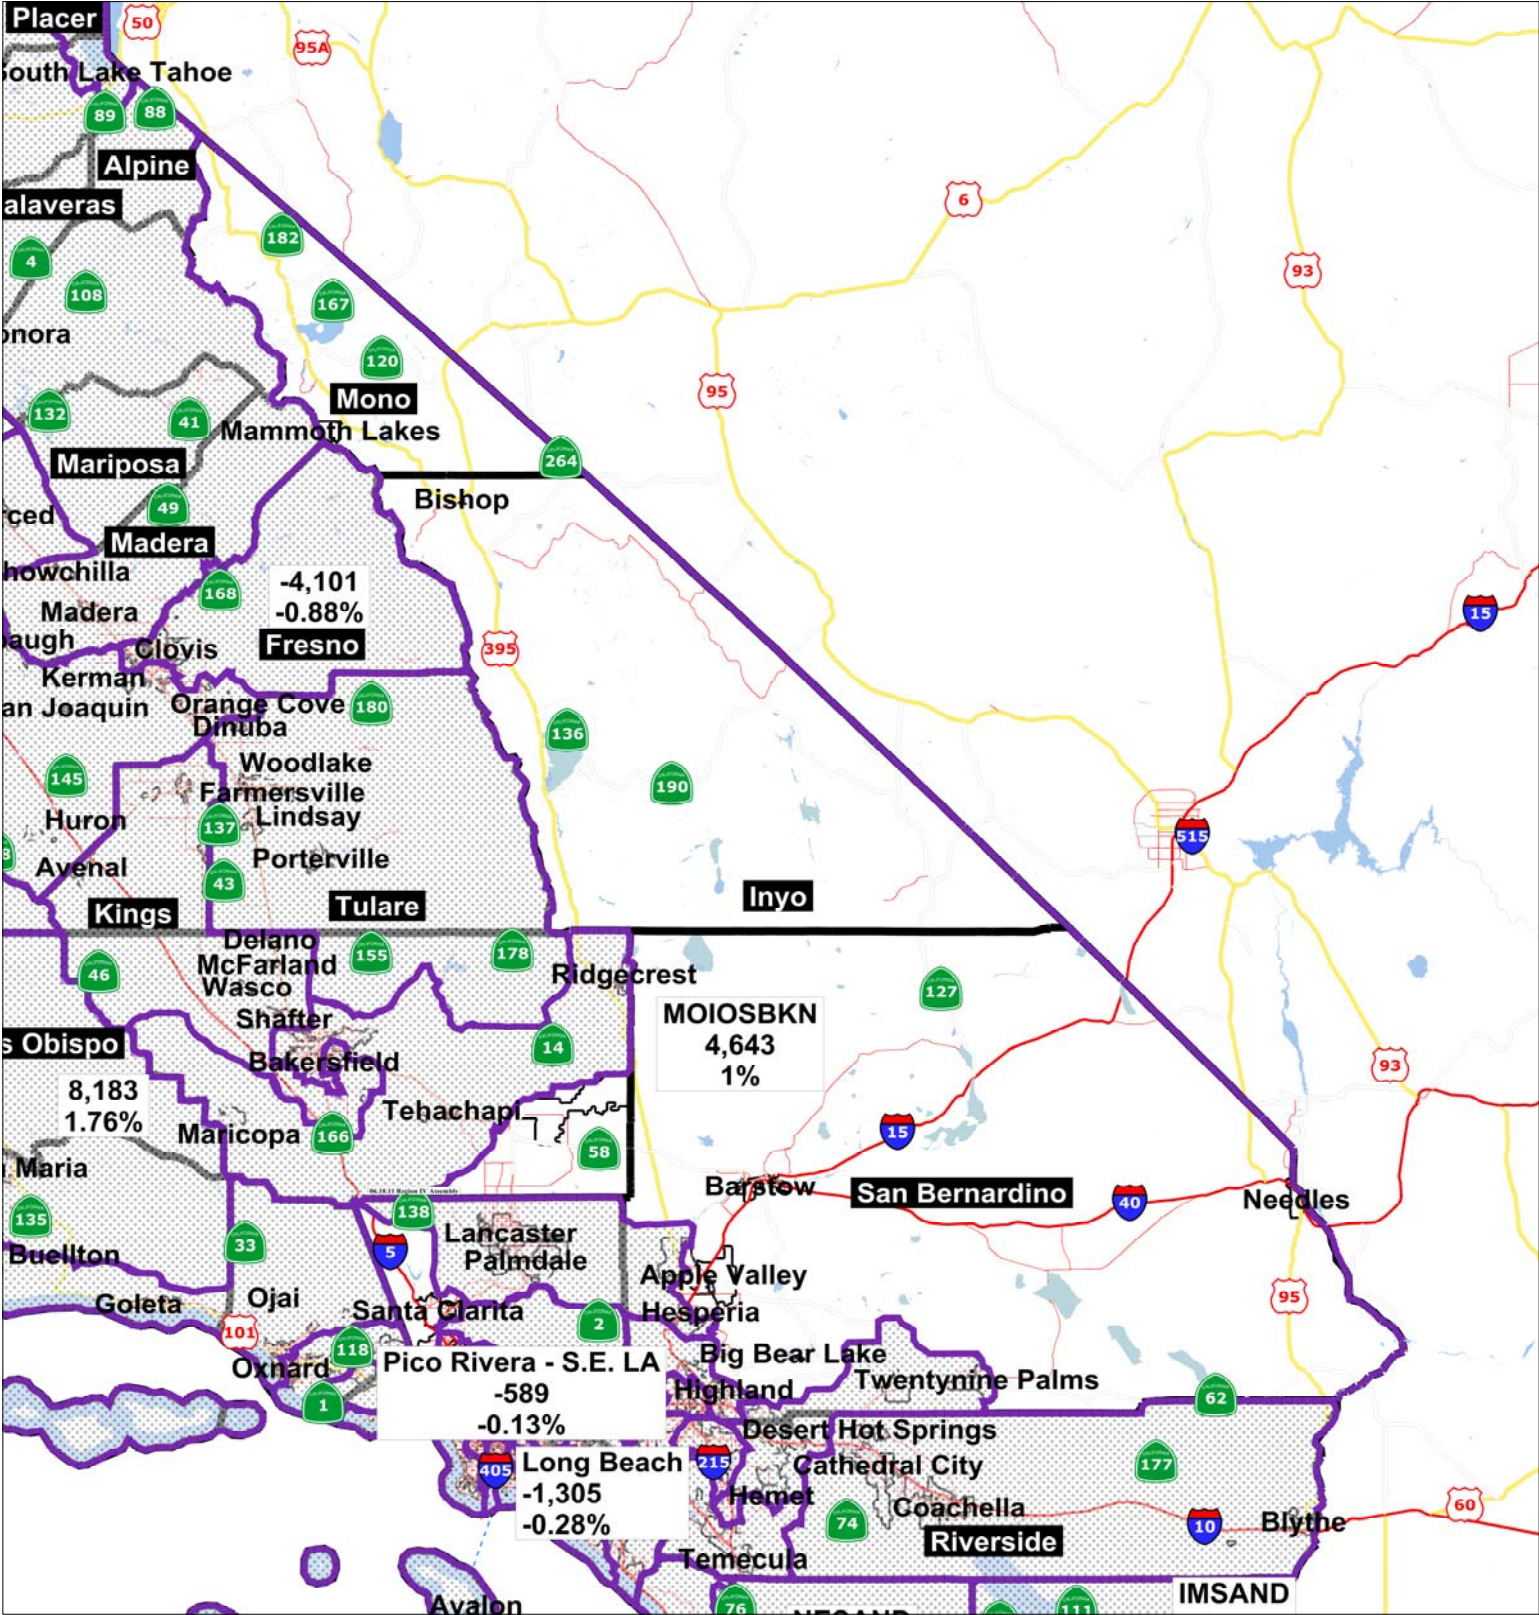 Placer
50
95A
South Lake Tahoe
89
88
Alpine
alaveras
6
182
4
93
108
167
onora
120
95
Mono
132
41
Mammoth Lakes
264
Mariposa
Bishop
49
rced
Madera
howchilla
168
-4,101
-0.88%
Madera
15
baugh
Clovis
Fresno
395
Kerman
an Joaquin
Orange Cove
180
Dinuba
136
Woodlake
145
190
Farmersville
Huron
137
Lindsay
515
Avenal
Porterville
43
Kings
Tulare
Inyo
Delano
155
178
McFarland
46
Ridgecrest
Wasco
127
MOIOSBKN
4,643
1%
Shafter
s Obispo
14
Bakersfield
93
8,183
1.76%
Tehachapi
Maricopa
166
15
58
Maria
Barstow
San Bernardino
40
Needles
135
138
33
Lancaster
5
Buellton
Palmdale
Apple Valley
Goleta
Ojai
95
Santa Clarita
Hesperia
101
2
118
Oxnard
Pico Rivera - S.E. LA
-589
-0.13%
Big Bear Lake
Highland
Twentynine Palms
62
1
Desert Hot Springs
405
Long Beach
-1,305
-0.28%
215
Cathedral City
177
Hemet
Coachella
74
60
10
Blythe
Riverside
Temecula
IMSAND
Avalon
76
111